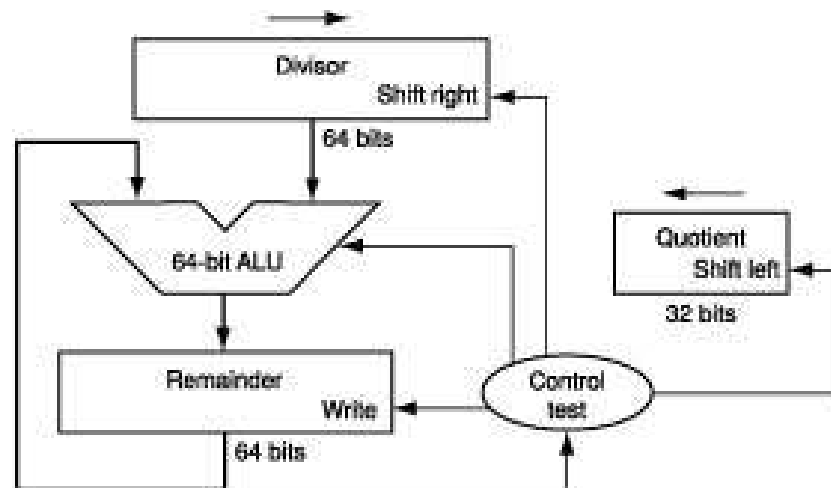 Divisor
Shift right
64 bits
64-bit ALU
Quotient
Shift left
32 bits
Remainder
Write
64 bits
Control
test